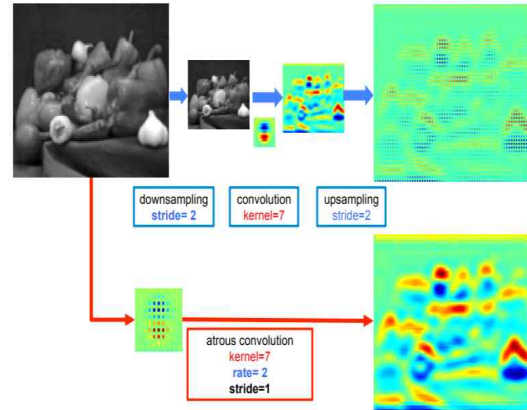 downsampling
stride= 2
convolution
kernel=7
upsampling
stride=2
atrous convolution
kernel=7
rate= 2
stride=1